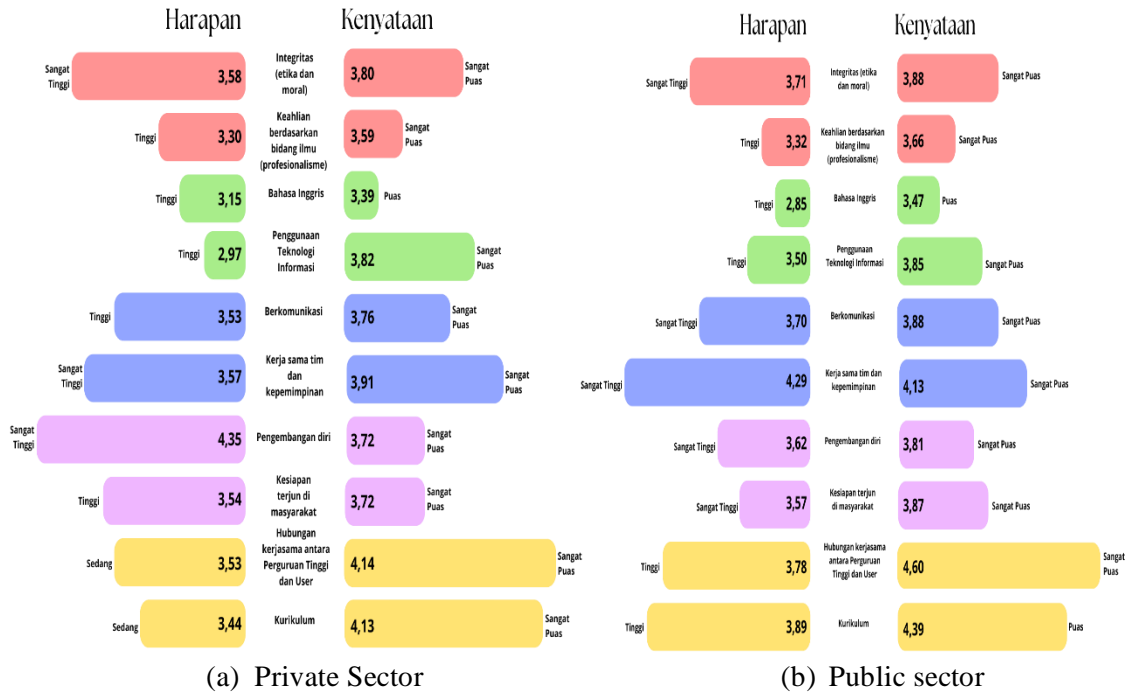 Harapan Kenyataan
Sangat
Tinggi
3,58
Integritas
(etika dan
moral)
3,80
Sangat
Puas
Tinggi
3,30
Keahlian
berdasarkan
bidang ilmu
(profesionalisme)
3,59
Sangat
Puas
Tinggi
3,15
Bahasa Inggris
3,39
Puas
Tinggi
2,97
Penggunaan
Teknologi
Informasi
3,82
Sangat
Puas
Tinggi
3,53
Berkomunikasi
3,76
Sangat
Puas
Sangat
Tinggi
3,57
Kerja sama tim
dan
kepemimpinan
3,91
Sangat
Puas
Sangat
Tinggi
4,35
Pengembangan diri
3,72
Sangat
Puas
Tinggi
3,54
Kesiapan
terjun di
masyarakat
3,72
Sangat
Puas
Sedang
3,53
Hubungan
kerjasama antara
Perguruan Tinggi
dan User
4,14
Sangat
Puas
Sedang
3,44
Kurikulum
4,13
Sangat
Puas
(a) Private Sector
Harapan Kenyataan
Sangat Tinggi
3,71
Integritas (etika
dan moral)
3,88
Sangat Puas
Tinggi
3,32
Keahlian berdasarkan
bidang ilmu
(profesionalisme)
3,66
Sangat Puas
Tinggi
2,85
Bahasa Inggris
3,47
Puas
Tinggi
3,50
Penggunaan
Teknologi Informasi
3,85
Sangat Puas
Sangat Tinggi
3,70
Berkomunikasi
3,88
Sangat Puas
Sangat Tinggi
4,29
Kerja sama tim dan
kepemimpinan
4,13
Sangat Puas
Sangat Tinggi
3,62
Pengembangan diri
3,81
Sangat Puas
Sangat Tinggi
3,57
Kesiapan terjun
di masyarakat
3,87
Sangat Puas
Tinggi
3,78
Hubungan kerjasama
antara Perguruan
Tinggi dan User
4,60
Sangat
Puas
Tinggi
3,89
Kurikulum
4,39
Puas
(b) Public sector